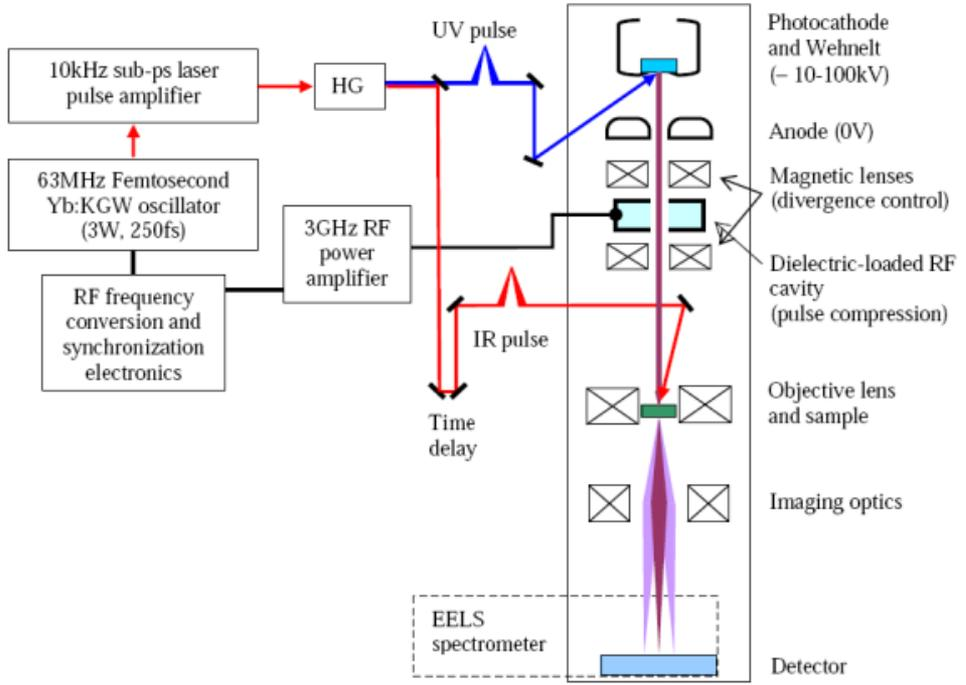 UV pulse
10kHz sub-ps laser
pulse amplifier
HG
63MHz Femtosecond
Yb:KGW oscillator
(3W, 250fs)
3GHz RF
power
amplifier
RF frequency
conversion and
synchronization
electronics
IR pulse
Time
delay
EELS
spectrometer
Photocathode
and Wehnelt
(– 10-100kV)
Anode (0V)
Magnetic lenses
(divergence control)
Dielectric-loaded RF
cavity
(pulse compression)
Objective lens
and sample
Imaging optics
Detector